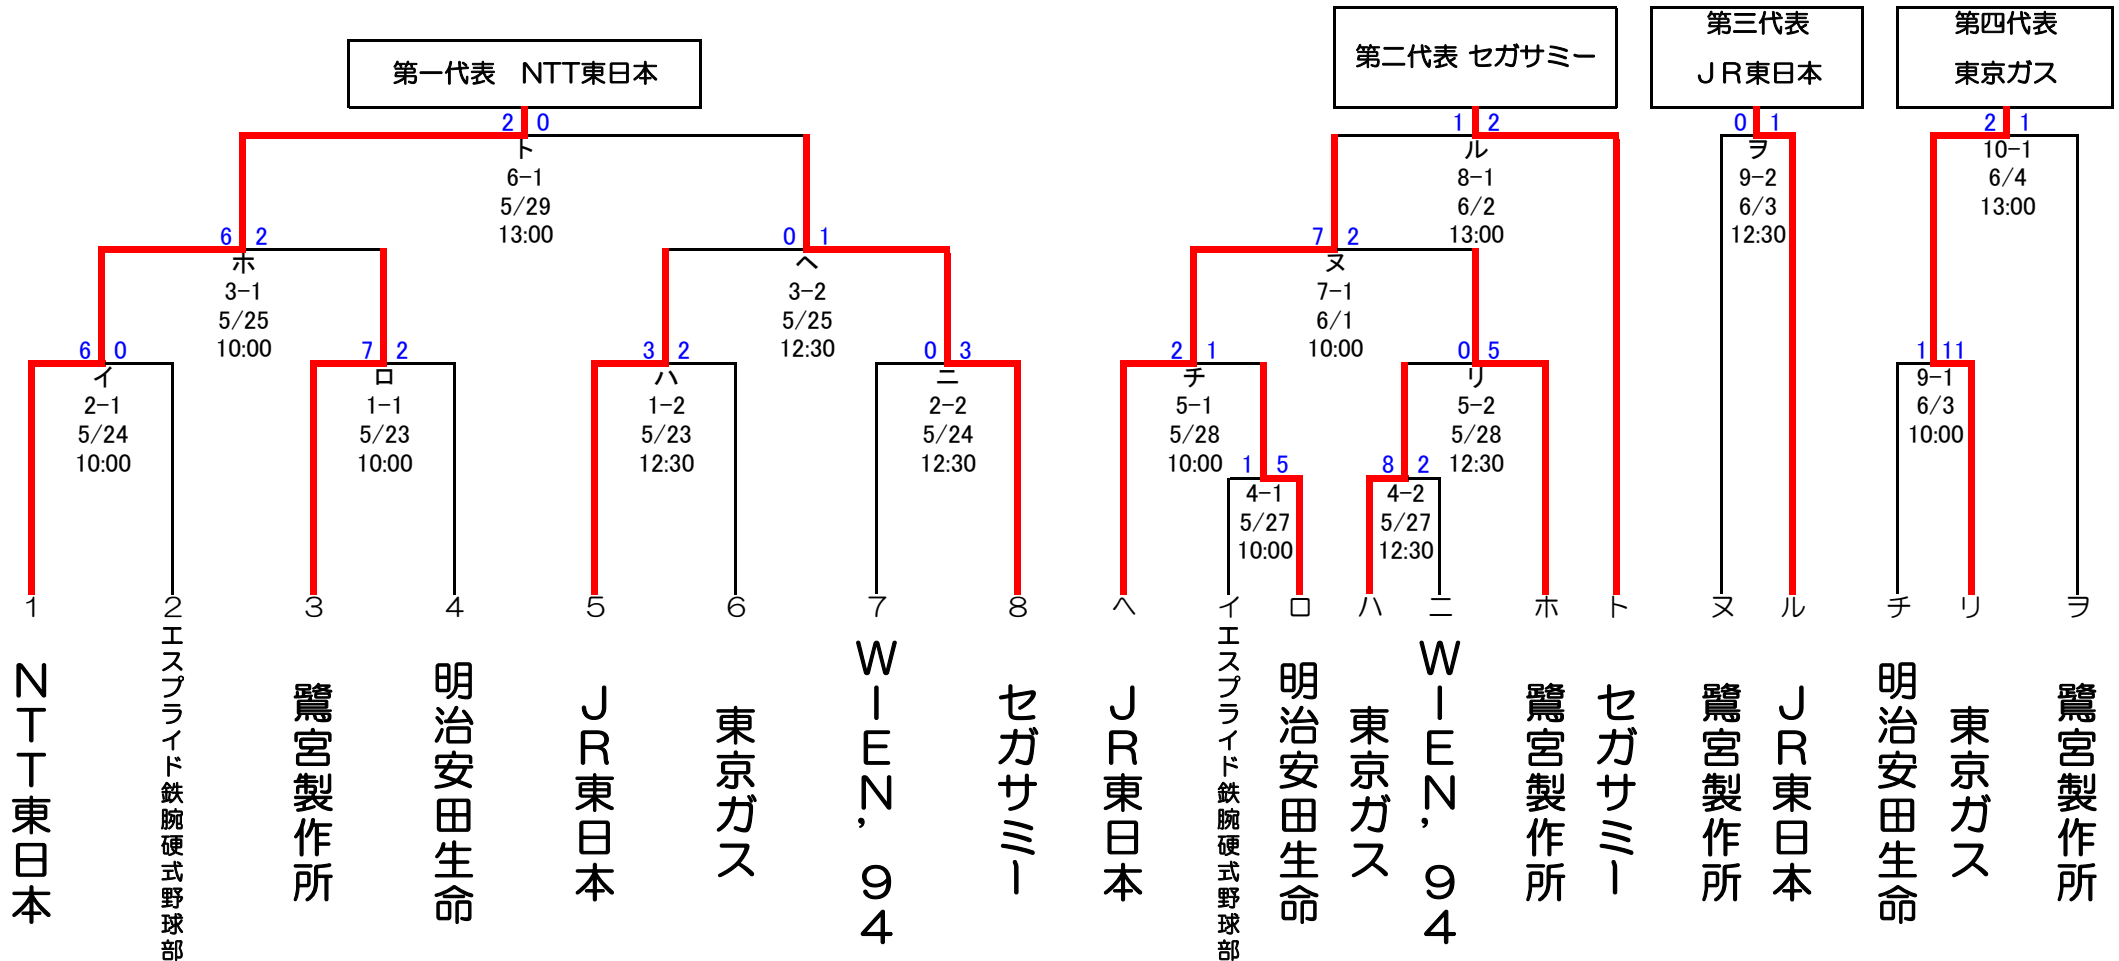 第一代表　NTT東日本
第二代表 セガサミー
第三代表
JR東日本
第四代表
東京ガス
2 0
ト
6-1
5/29
13:00
1 2
ル
8-1
6/2
13:00
0 1
ヲ
9-2
6/3
12:30
2 1
10-1
6/4
13:00
6 2
ホ
3-1
5/25
10:00
0 1
ヘ
3-2
5/25
12:30
7 2
ヌ
7-1
6/1
10:00
6 0
イ
2-1
5/24
10:00
7 2
ロ
1-1
5/23
10:00
3 2
ハ
1-2
5/23
12:30
0 3
ニ
2-2
5/24
12:30
2 1
チ
5-1
5/28
10:00
0 5
リ
5-2
5/28
12:30
1 11
9-1
6/3
10:00
1 5
4-1
5/27
10:00
8 2
4-2
5/27
12:30
1
NTT東日本
2
エスプライド鉄腕硬式野球部
3
鷺宮製作所
4
明治安田生命
5
JR東日本
6
東京ガス
7
WIEN'94
8
セガサミー
ヘ
JR東日本
イ
エスプライド鉄腕硬式野球部
ロ
明治安田生命
ハ
東京ガス
ニ
WIEN'94
ホ
鷺宮製作所
ト
セガサミー
ヌ
鷺宮製作所
ル
JR東日本
チ
明治安田生命
リ
東京ガス
ヲ
鷺宮製作所